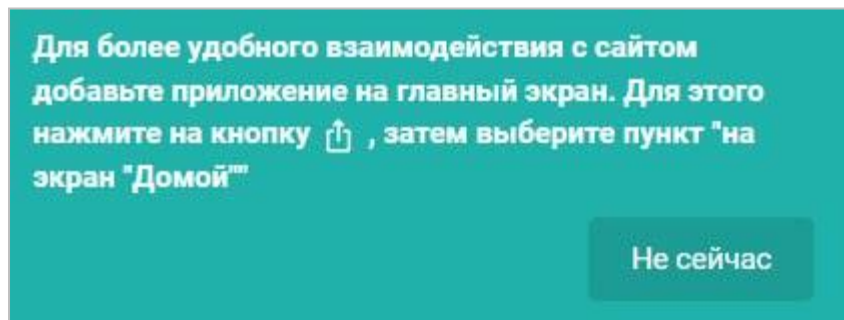 Для более удобного взаимодействия с сайтом
добавьте приложение на главный экран. Для этого
нажмите на кнопку , затем выберите пункт "на
экран "Домой""
Не сейчас